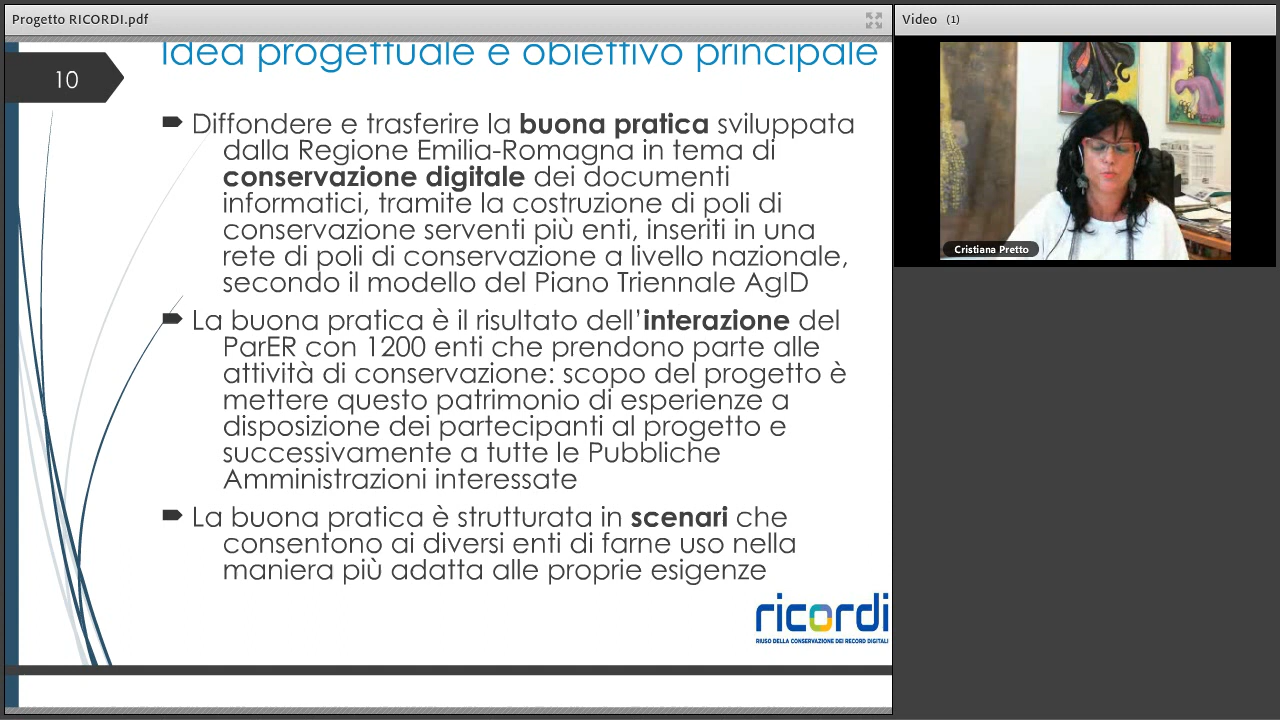 Progetto RICORDI.pdf
Video (1)
Idea progettuale e obiettivo principale
10
Diffondere e trasferire la buona pratica sviluppata
dalla Regione Emilia-Romagna in tema di
conservazione digitale dei documenti
informatici, tramite la costruzione di poli di
conservazione serventi più enti, inseriti in una
rete di poli di conservazione a livello nazionale,
secondo il modello del Piano Triennale AgID
La buona pratica è il risultato dell’interazione del
ParER con 1200 enti che prendono parte alle
attività di conservazione: scopo del progetto è
mettere questo patrimonio di esperienze a
disposizione dei partecipanti al progetto e
successivamente a tutte le Pubbliche
Amministrazioni interessate
La buona pratica è strutturata in scenari che
consentono ai diversi enti di farne uso nella
maniera più adatta alle proprie esigenze
ricordi
RIUSO DELLA CONSERVAZIONE DEI RECORD DIGITALI
Cristiana Pretto